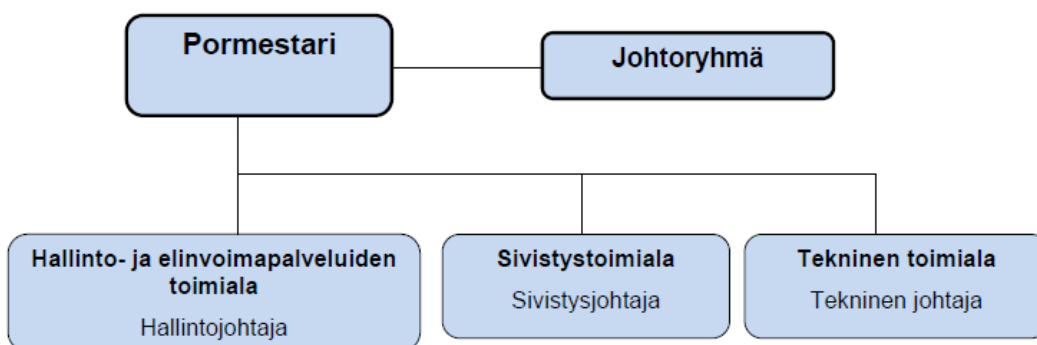 Pormestari
Johtoryhmä
Hallinto- ja elinvoimapalveluiden
toimiala
Hallintojohtaja
Sivistystoimiala
Sivistysjohtaja
Tekninen toimiala
Tekninen johtaja